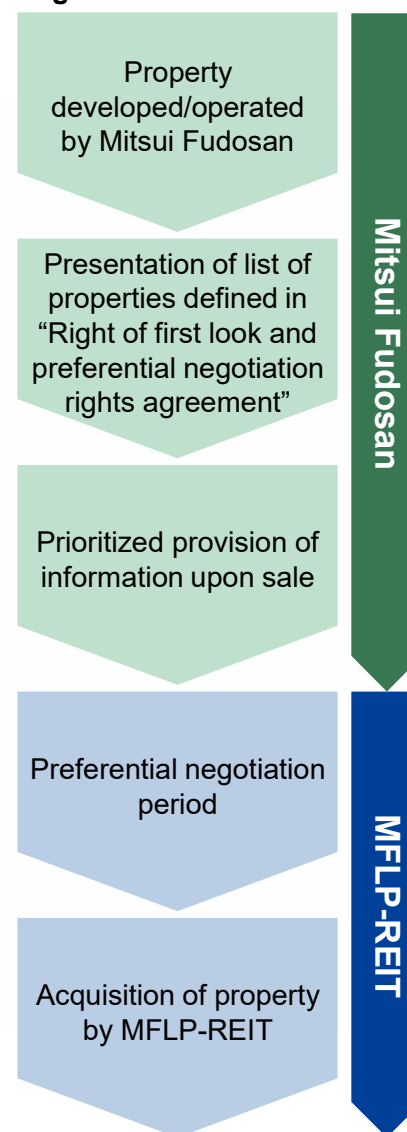 Property
developed/operated
by Mitsui Fudosan
Presentation of list of
properties defined in
“Right of first look and
preferential negotiation
rights agreement”
Prioritized provision of
information upon sale
Mitsui Fudosan
Preferential negotiation
period
Acquisition of property
by MFLP-REIT
MFLP-REIT